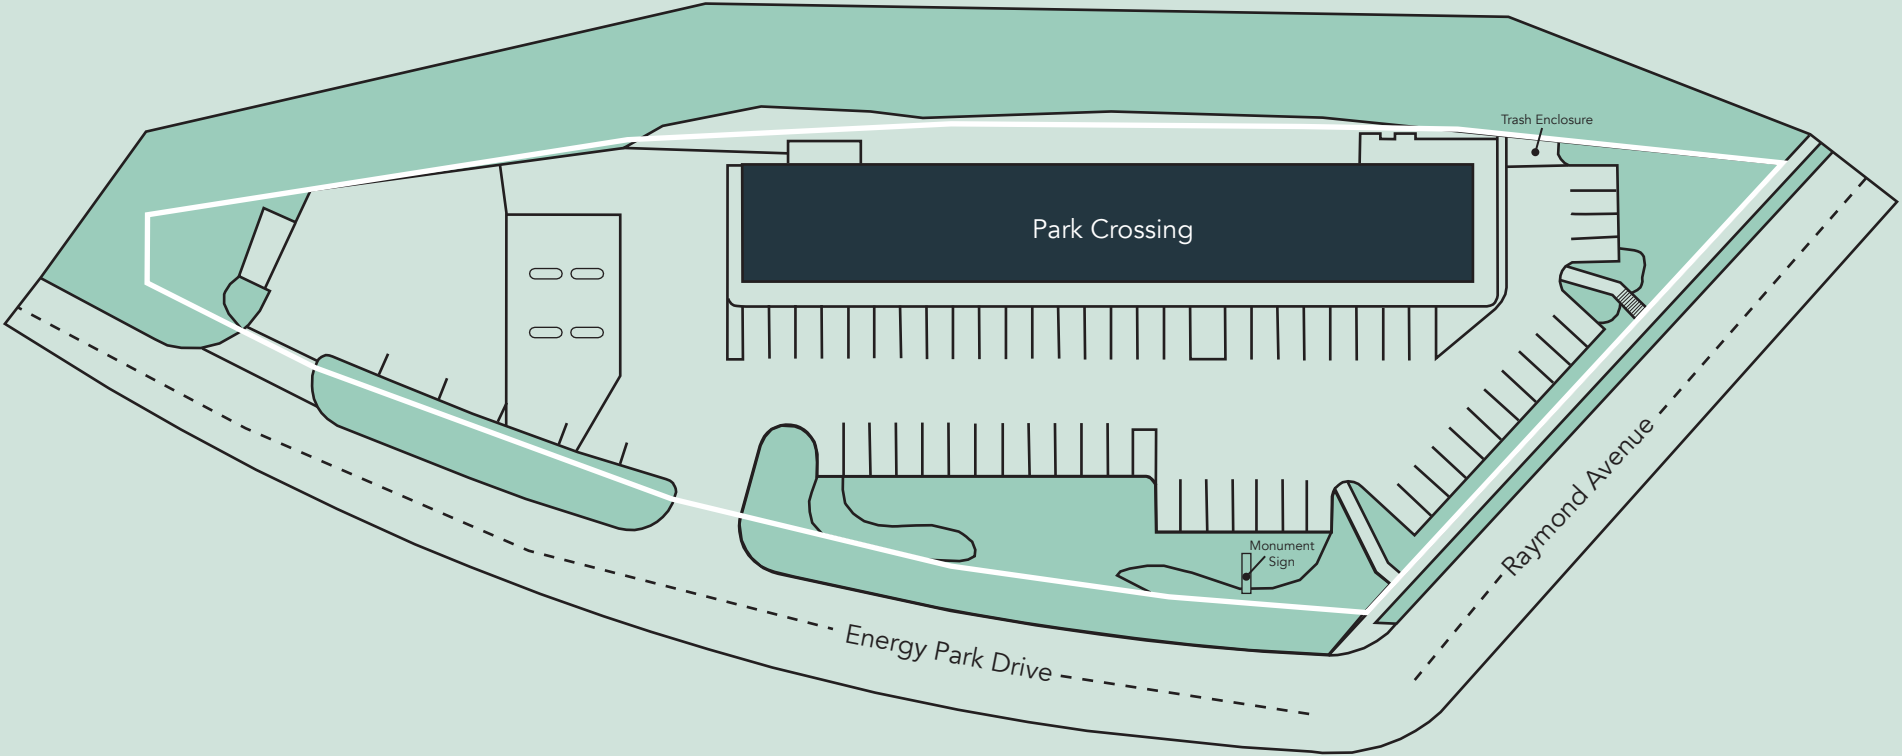 Trash Enclosure
Park Crossing
Raymond Avenue
Monument
Sign
Energy Park Drive